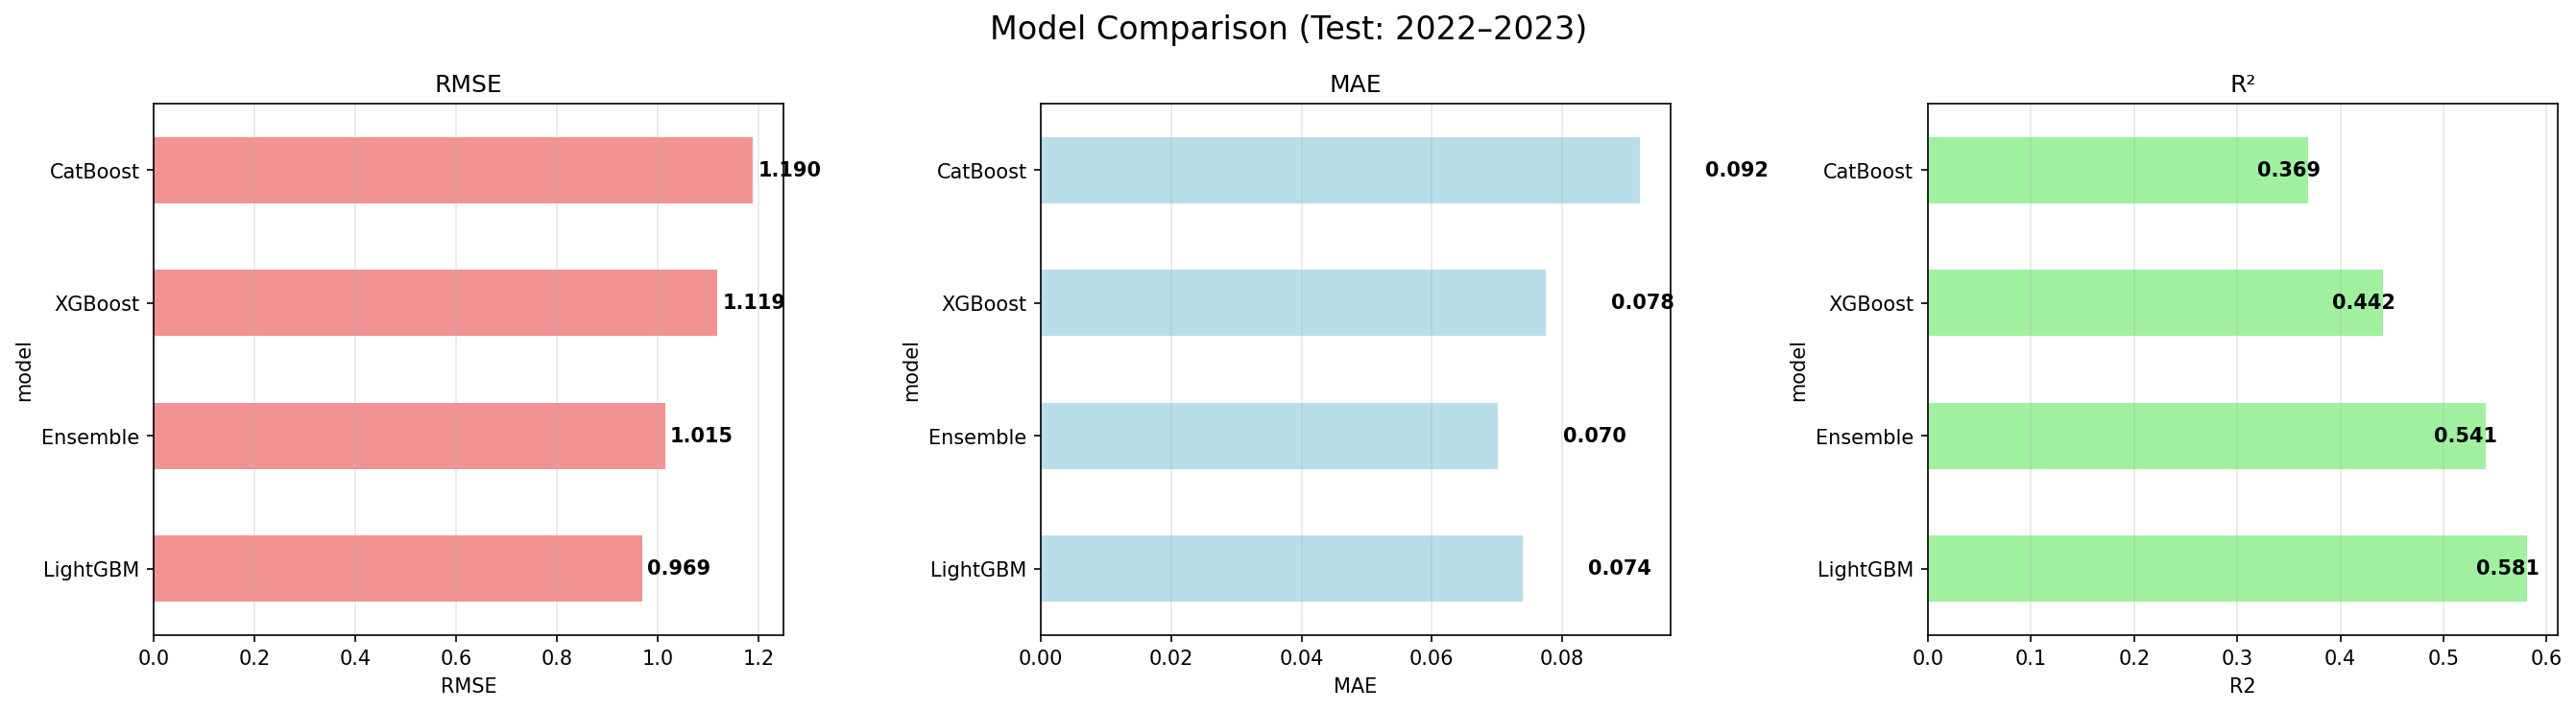 Model Comparison (Test: 2022–2023)
RMSE
model
CatBoost
1.190
XGBoost
1.119
Ensemble
1.015
LightGBM
0.969
0.0 0.2 0.4 0.6 0.8 1.0 1.2
RMSE
MAE
model
CatBoost
0.092
XGBoost
0.078
Ensemble
0.070
LightGBM
0.074
0.00 0.02 0.04 0.06 0.08
MAE
R²
model
CatBoost
0.369
XGBoost
0.442
Ensemble
0.541
LightGBM
0.581
0.0 0.1 0.2 0.3 0.4 0.5 0.6
R2